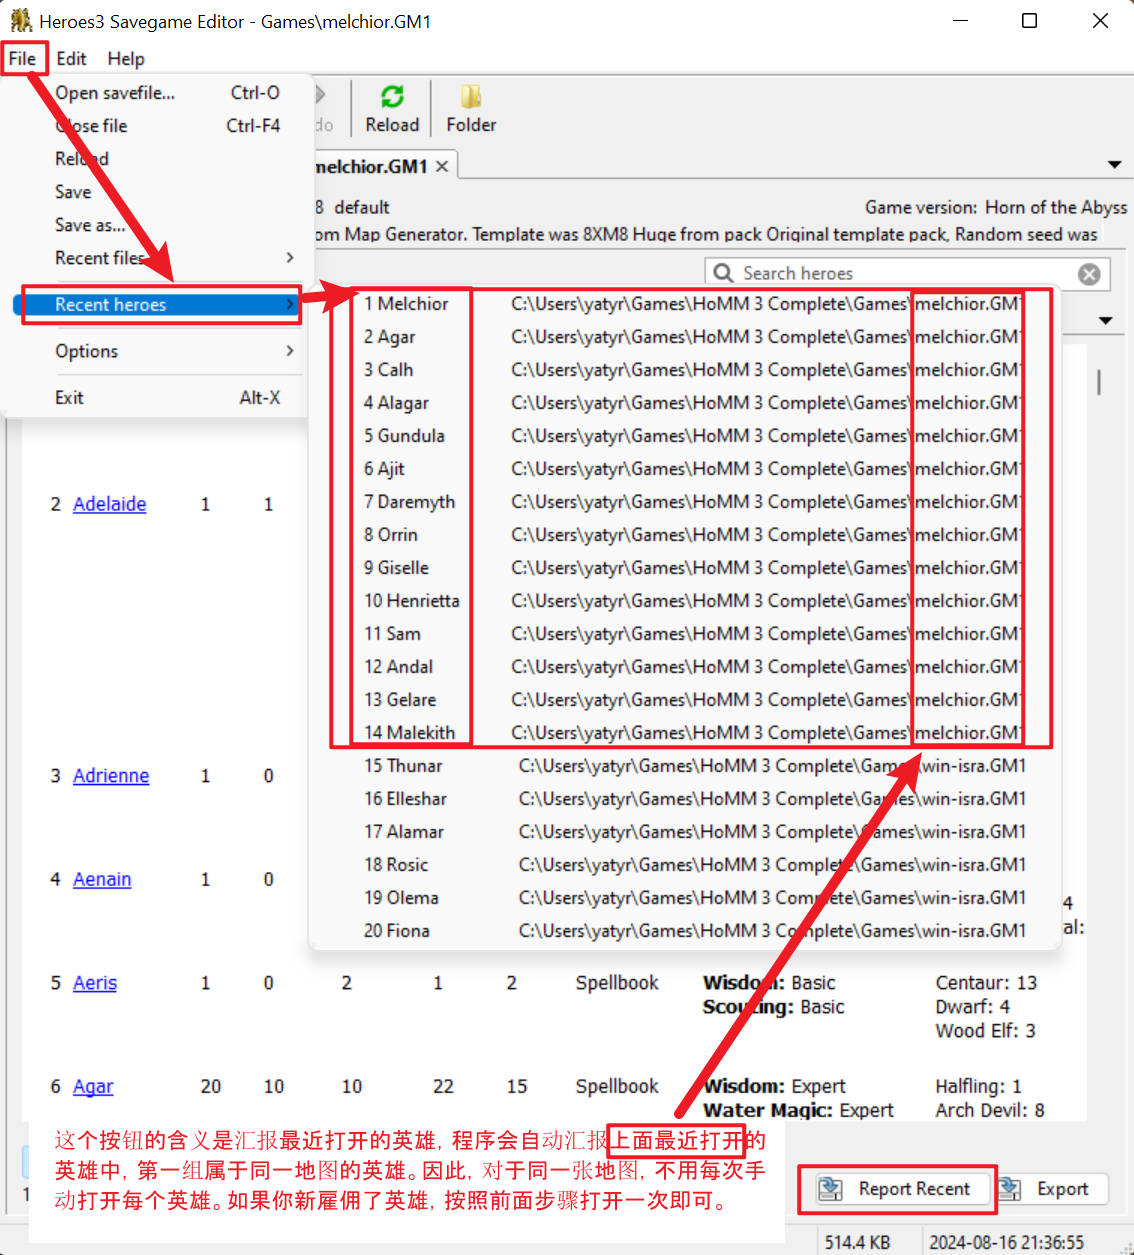 Heroes3 Savegame Editor - Games\melchior.GM1
File Edit Help
Open savefile... Ctrl-O
Close file Ctrl-F4
Reload
Save
Save as...
Recent files
Recent heroes
Options
Exit Alt-X
Reload
Folder
melchior.GM1
8 default
Game version: Horn of the Abyss
om Map Generator. Template was 8XM8 Huge from pack Original template pack, Random seed was
Search heroes
1 Melchior C:\Users\yatyr\Games\HoMM 3 Complete\Games\melchior.GM1
2 Agar C:\Users\yatyr\Games\HoMM 3 Complete\Games\melchior.GM1
3 Calh C:\Users\yatyr\Games\HoMM 3 Complete\Games\melchior.GM1
4 Alagar C:\Users\yatyr\Games\HoMM 3 Complete\Games\melchior.GM1
5 Gundula C:\Users\yatyr\Games\HoMM 3 Complete\Games\melchior.GM1
6 Ajit C:\Users\yatyr\Games\HoMM 3 Complete\Games\melchior.GM1
7 Daremyth C:\Users\yatyr\Games\HoMM 3 Complete\Games\melchior.GM1
8 Orrin C:\Users\yatyr\Games\HoMM 3 Complete\Games\melchior.GM1
9 Giselle C:\Users\yatyr\Games\HoMM 3 Complete\Games\melchior.GM1
10 Henrietta C:\Users\yatyr\Games\HoMM 3 Complete\Games\melchior.GM1
11 Sam C:\Users\yatyr\Games\HoMM 3 Complete\Games\melchior.GM1
12 Andal C:\Users\yatyr\Games\HoMM 3 Complete\Games\melchior.GM1
13 Gelare C:\Users\yatyr\Games\HoMM 3 Complete\Games\melchior.GM1
14 Malekith C:\Users\yatyr\Games\HoMM 3 Complete\Games\melchior.GM1
15 Thunar C:\Users\yatyr\Games\HoMM 3 Complete\Games\win-isra.GM1
16 Elleshar C:\Users\yatyr\Games\HoMM 3 Complete\Games\win-isra.GM1
17 Alamar C:\Users\yatyr\Games\HoMM 3 Complete\Games\win-isra.GM1
18 Rosic C:\Users\yatyr\Games\HoMM 3 Complete\Games\win-isra.GM1
19 Olema C:\Users\yatyr\Games\HoMM 3 Complete\Games\win-isra.GM1
20 Fiona C:\Users\yatyr\Games\HoMM 3 Complete\Games\win-isra.GM1
2 Adelaide 1 1
3 Adrienne 1 0
4 Aenain 1 0
4
al:
5 Aeris 1 0 2 1 2 Spellbook Wisdom: Basic Centaur: 13
Scouting: Basic Dwarf: 4
Wood Elf: 3
6 Agar 20 10 10 22 15 Spellbook Wisdom: Expert Halfling: 1
Water Magic: Expert Arch Devil: 8
这个按钮的含义是汇报最近打开的英雄，程序会自动汇报上面最近打开的
英雄中，第一组属于同一地图的英雄。因此，对于同一张地图，不用每次手
动打开每个英雄。如果你新雇佣了英雄，按照前面步骤打开一次即可。
Report Recent
Export
514.4 KB
2024-08-16 21:36:55